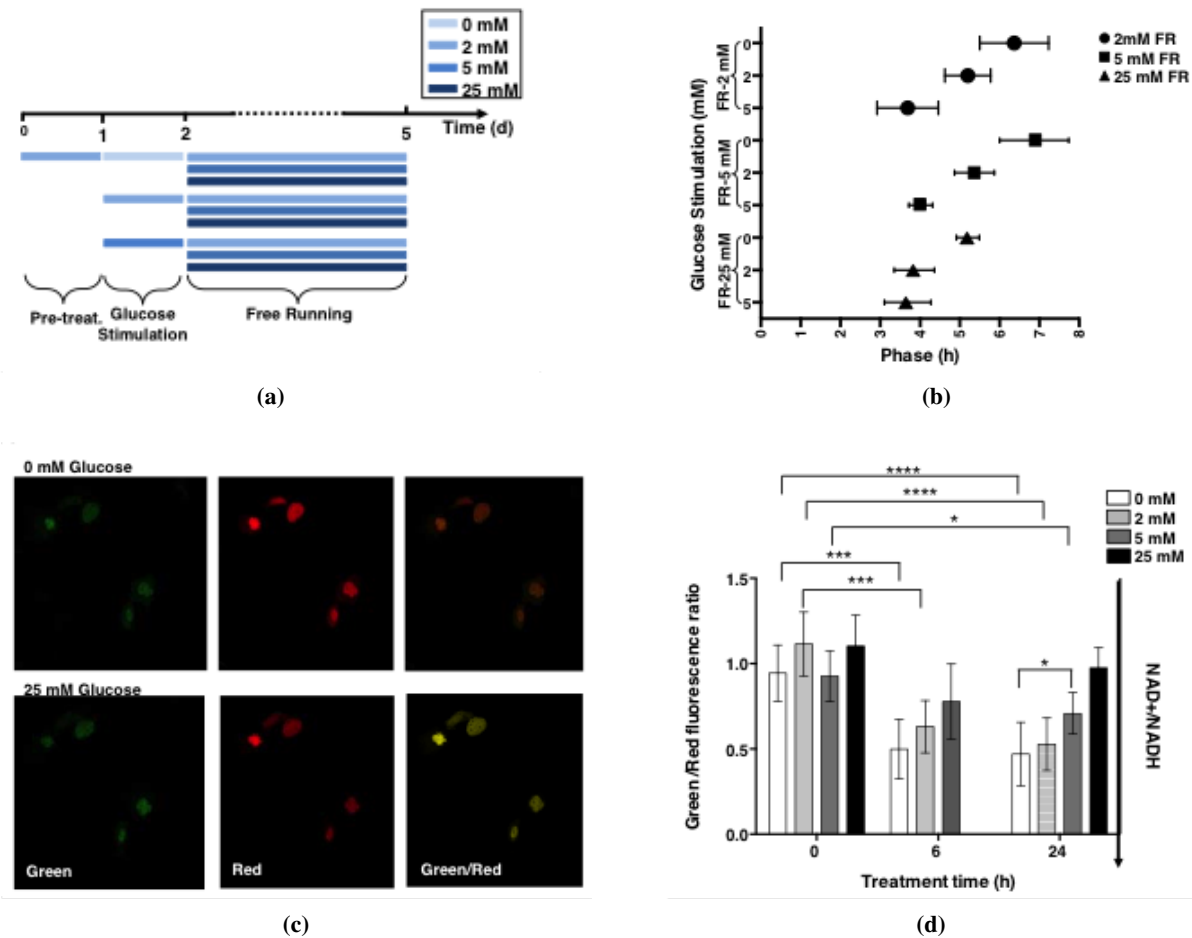 0 mM
2 mM
5 mM
25 mM
0
1
2
5
Time (d)
Pre-treat.
Glucose
Stimulation
Free Running
(a)
Glucose Stimulation (mM)
FR-2 mM
0
2
5
FR-5 mM
0
2
5
FR-25 mM
0
2
5
0
1
2
3
4
5
6
7
8
Phase (h)
2mM FR
5 mM FR
25 mM FR
(b)
0 mM Glucose
25 mM Glucose
Green
Red
Green/Red
(c)
****
****
*
***
***
*
0 mM
2 mM
5 mM
25 mM
Green /Red fluorescence ratio
1.5
1.0
0.5
0.0
0
6
24
Treatment time (h)
NAD+/NADH
(d)